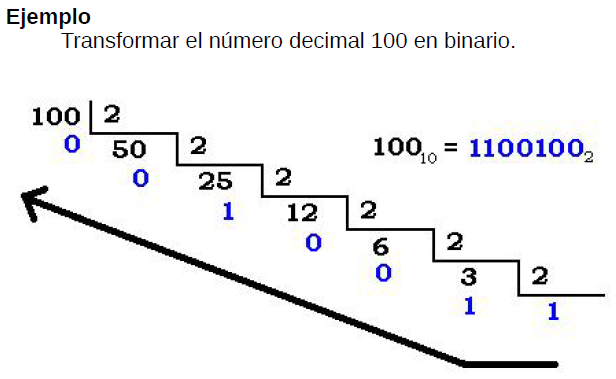 Ejemplo
Transformar el número decimal 100 en binario.
100 2
0 50 2
0 25 2
1 12 2
0 6 2
0 3 2
1 1
100₁₀ = 1100100₂